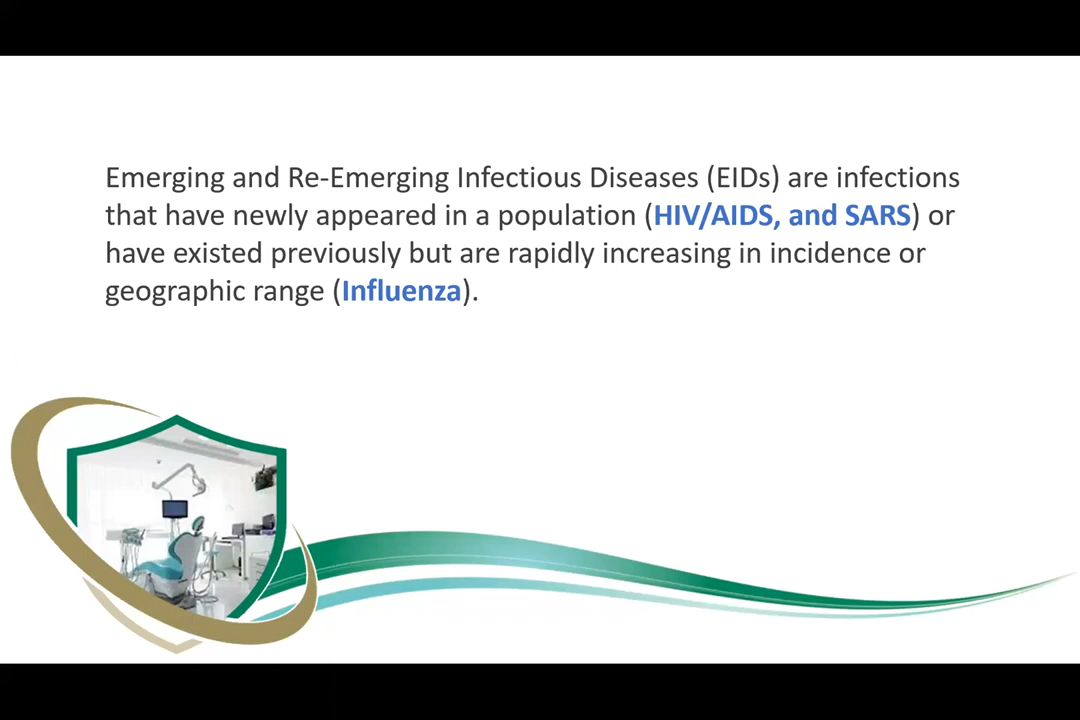 Emerging and Re-Emerging Infectious Diseases (EIDs) are infections
that have newly appeared in a population (HIV/AIDS, and SARS) or
have existed previously but are rapidly increasing in incidence or
geographic range (Influenza).